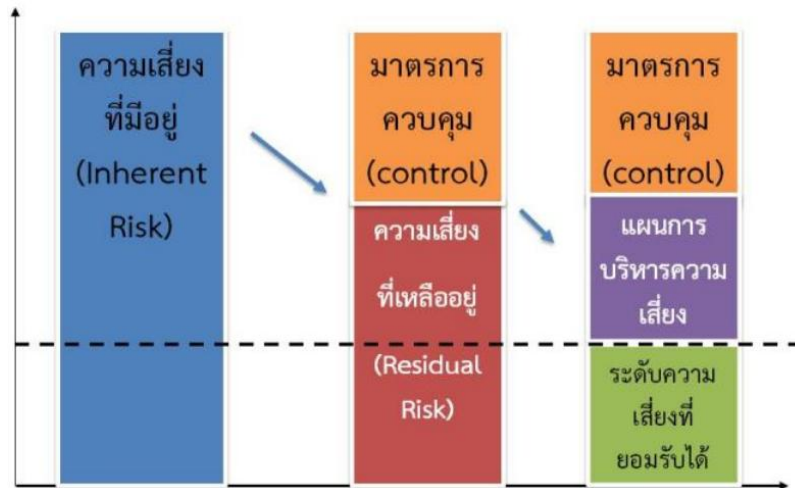 ความเสี่ยง
ที่มีอยู่
(Inherent
Risk)
มาตรการ
ควบคุม
(control)
ความเสี่ยง
ที่เหลืออยู่
(Residual
Risk)
มาตรการ
ควบคุม
(control)
แผนการ
บริหารความ
เสี่ยง
ระดับความ
เสี่ยงที่
ยอมรับได้